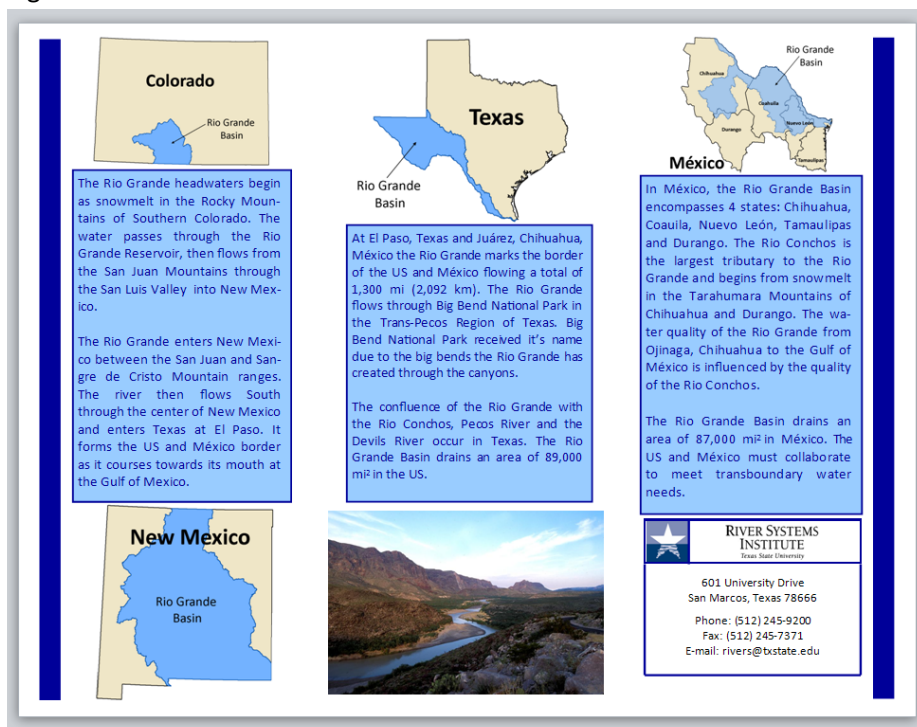 Colorado
Rio Grande
Basin
The Rio Grande headwaters begin
as snowmelt in the Rocky Moun-
tains of Southern Colorado. The
water passes through the Rio
Grande Reservoir, then flows from
the San Juan Mountains through
the San Luis Valley into New Mex-
ico.
The Rio Grande enters New Mexi-
co between the San Juan and San-
gre de Cristo Mountain ranges.
The river then flows South
through the center of New Mexico
and enters Texas at El Paso. It
forms the US and México border
as it courses towards its mouth at
the Gulf of Mexico.
New Mexico
Rio Grande
Basin
Texas
Rio Grande
Basin
At El Paso, Texas and Juárez, Chihuahua,
México the Rio Grande marks the border
of the US and México flowing a total of
1,300 mi (2,092 km). The Rio Grande
flows through Big Bend National Park in
the Trans-Pecos Region of Texas. Big
Bend National Park received it's name
due to the big bends the Rio Grande has
created through the canyons.
The confluence of the Rio Grande with
the Rio Conchos, Pecos River and the
Devils River occur in Texas. The Rio
Grande Basin drains an area of 89,000
mi² in the US.
Rio Grande
Basin
Chihuahua
Coahuila
Nuevo León
Durango
Tamaulipas
México
In México, the Rio Grande Basin
encompasses 4 states: Chihuahua,
Coauila, Nuevo León, Tamaulipas
and Durango. The Rio Conchos is
the largest tributary to the Rio
Grande and begins from snowmelt
in the Tarahumara Mountains of
Chihuahua and Durango. The wa-
ter quality of the Rio Grande from
Ojinaga, Chihuahua to the Gulf of
México is influenced by the quality
of the Rio Conchos.
The Rio Grande Basin drains an
area of 87,000 mi² in México. The
US and México must collaborate
to meet transboundary water
needs.
RIVER SYSTEMS
INSTITUTE
Texas State University
601 University Drive
San Marcos, Texas 78666
Phone: (512) 245-9200
Fax: (512) 245-7371
E-mail: rivers@txstate.edu